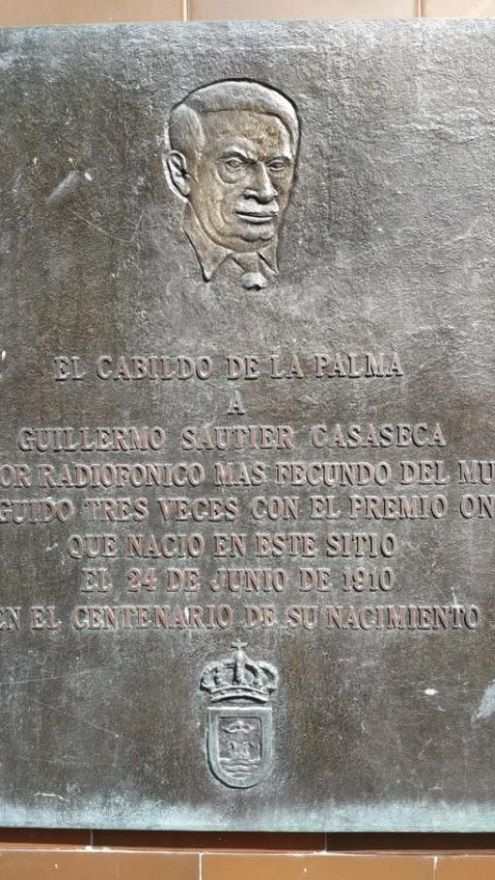 EL CABILDO DE LA PALMA
A
GUILLERMO SAUTIER CASASECA
OR RADIOFONICO MAS FECUNDO DEL MU
GUIDO TRES VECES CON EL PREMIO ON
QUE NACIO EN ESTE SITIO
EL 24 DE JUNIO DE 1910
EN EL CENTENARIO DE SU NACIMIENTO